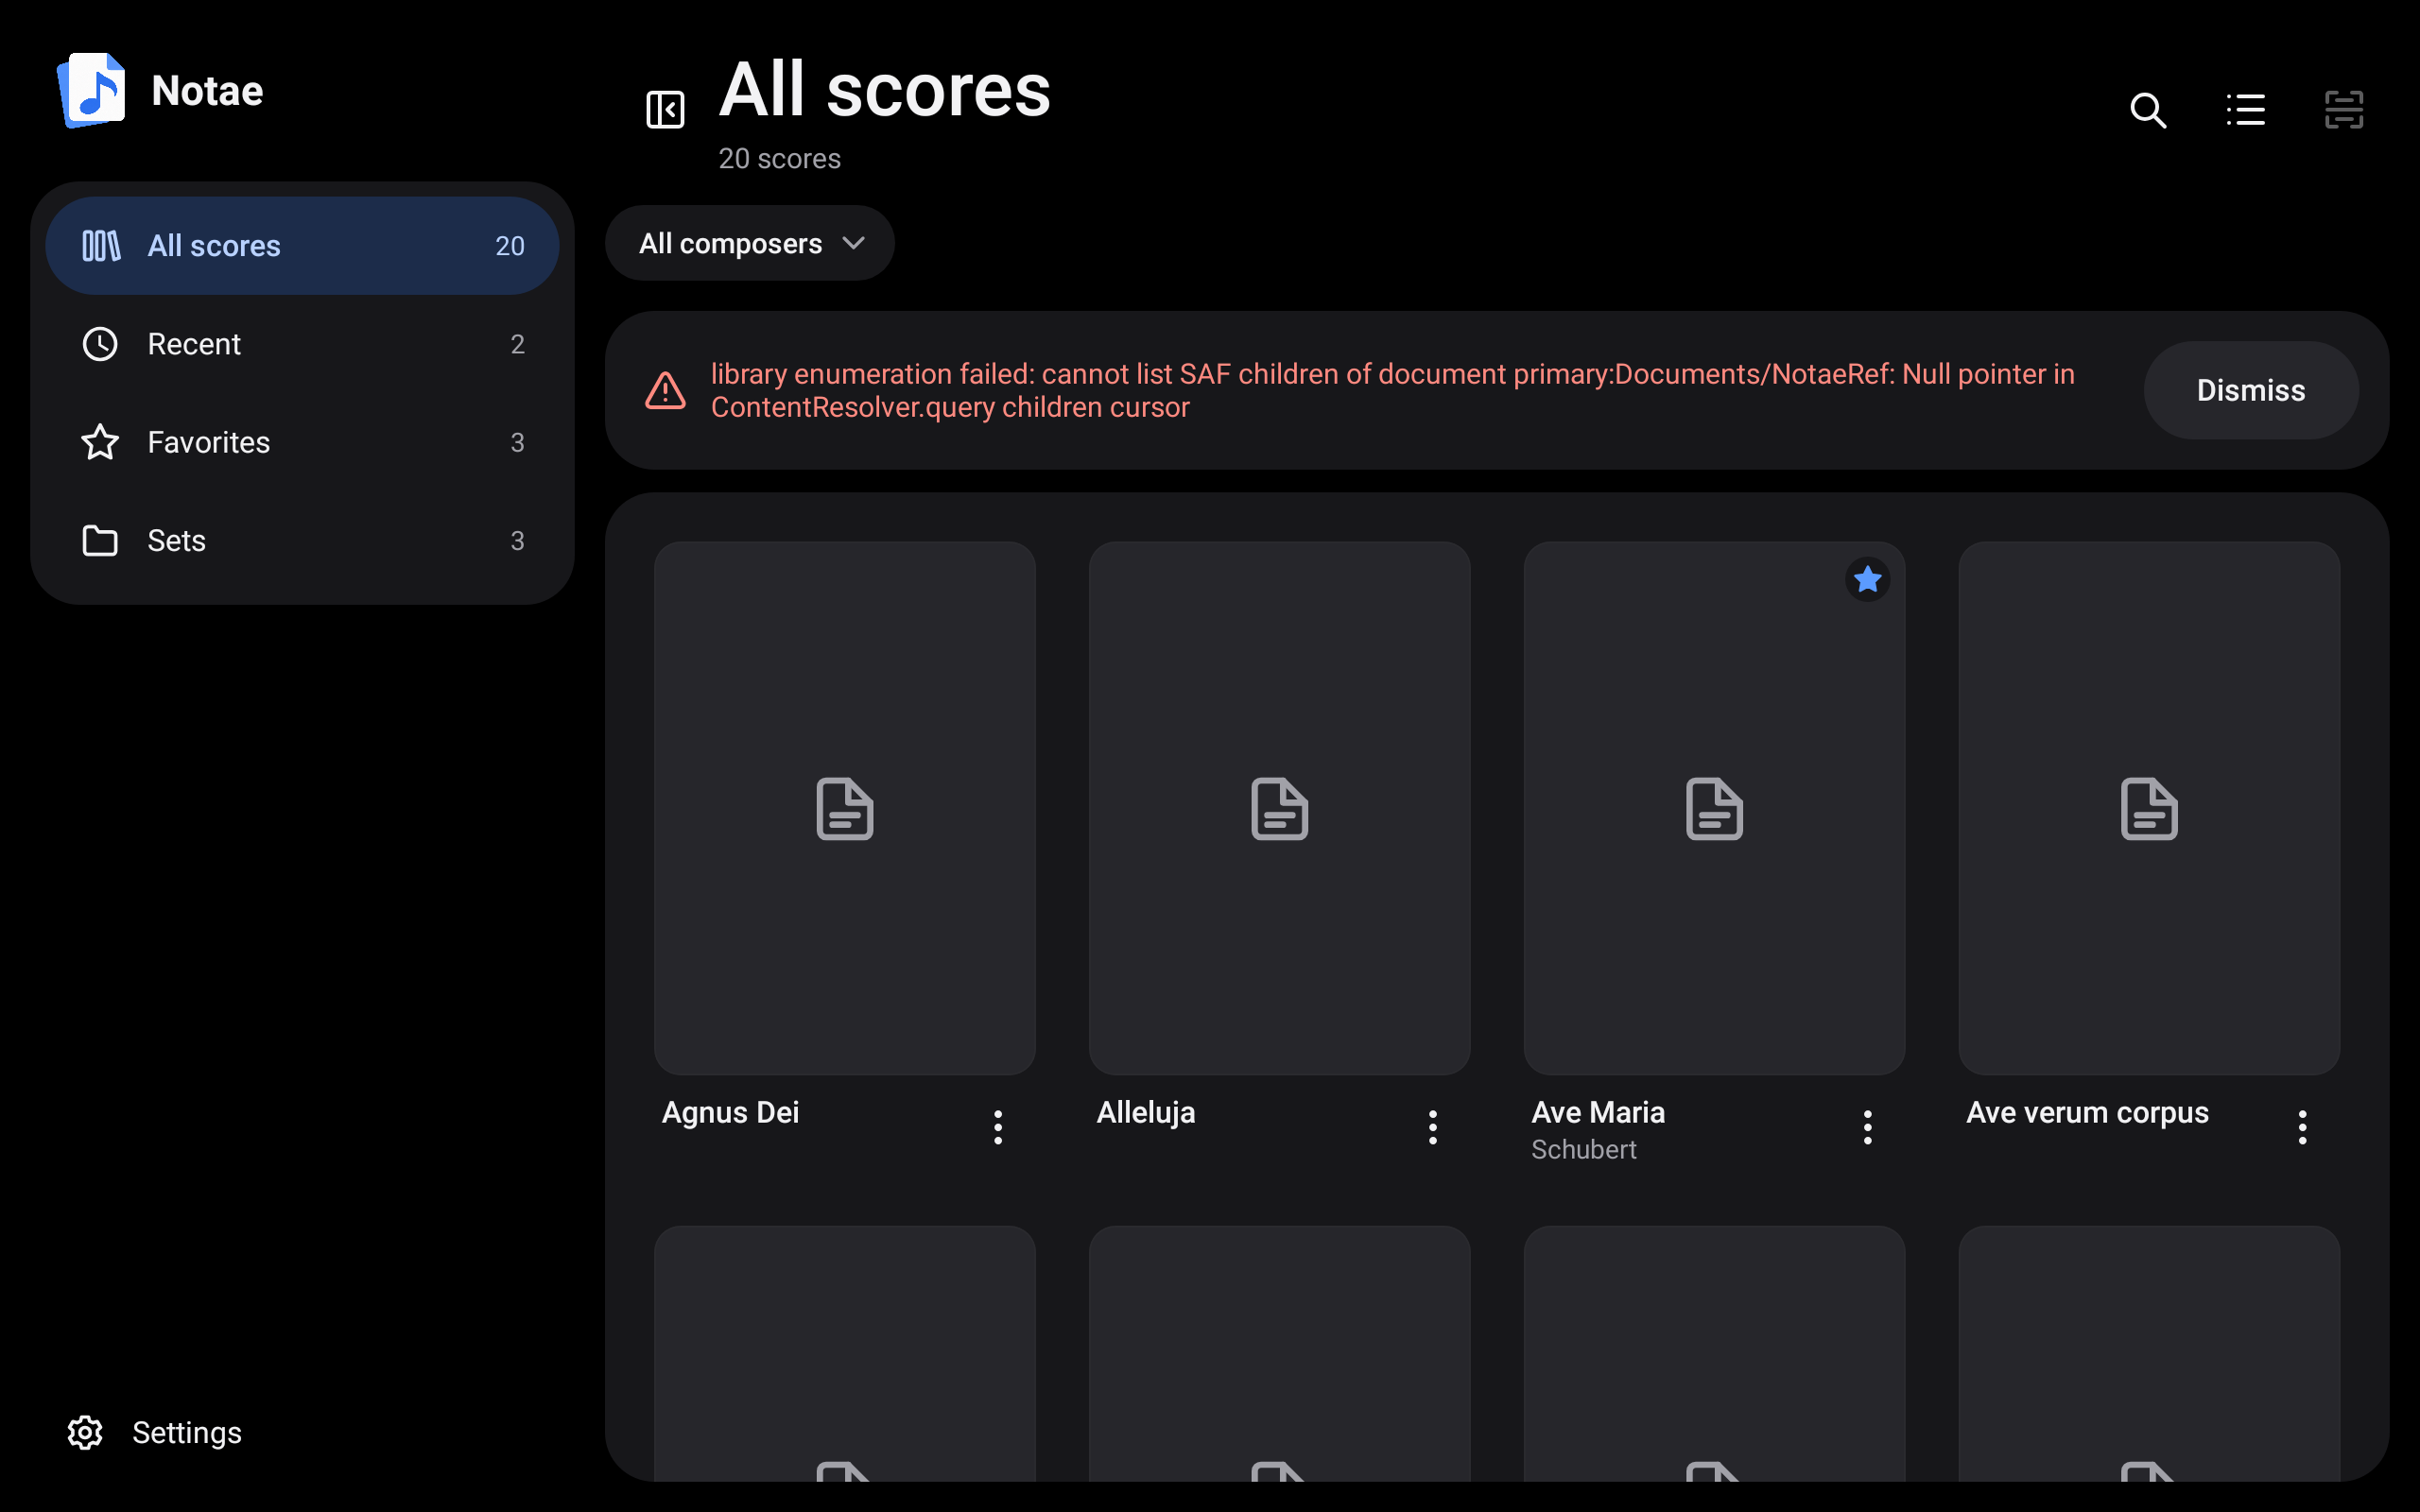 Notae
All scores
20 scores
All scores 20
Recent 2
Favorites 3
Sets 3
All composers
library enumeration failed: cannot list SAF children of document primary:Documents/NotaeRef: Null pointer in
ContentResolver.query children cursor
Dismiss
Agnus Dei
Alleluja
Ave Maria
Schubert
Ave verum corpus
Settings